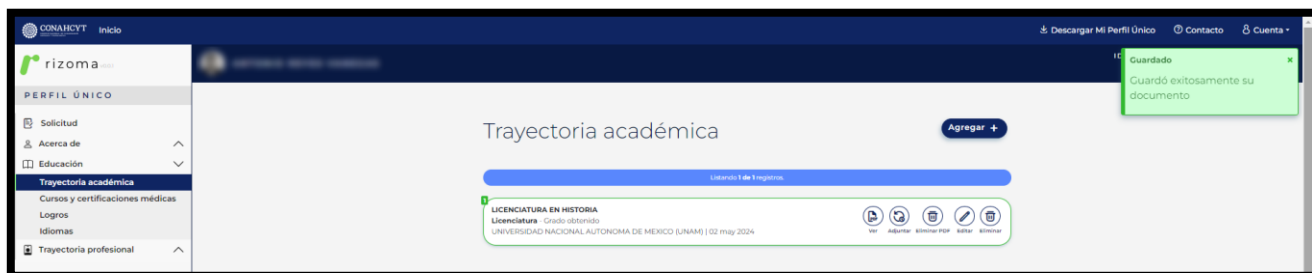 CONAHCYT Inicio
Descargar Mi Perfil Único Contacto Cuenta
rizoma
PERFIL ÚNICO
Solicitud
Acerca de
Educación
Trayectoria académica
Cursos y certificaciones médicas
Logros
Idiomas
Trayectoria profesional
Guardado
Guardó exitosamente su
documento
Trayectoria académica
Agregar +
Listando 1 de 1 registros.
1
LICENCIATURA EN HISTORIA
Licenciatura - Grado obtenido
UNIVERSIDAD NACIONAL AUTONOMA DE MEXICO (UNAM) | 02 may 2024
Ver Adjuntar Eliminar PDF Editar Eliminar